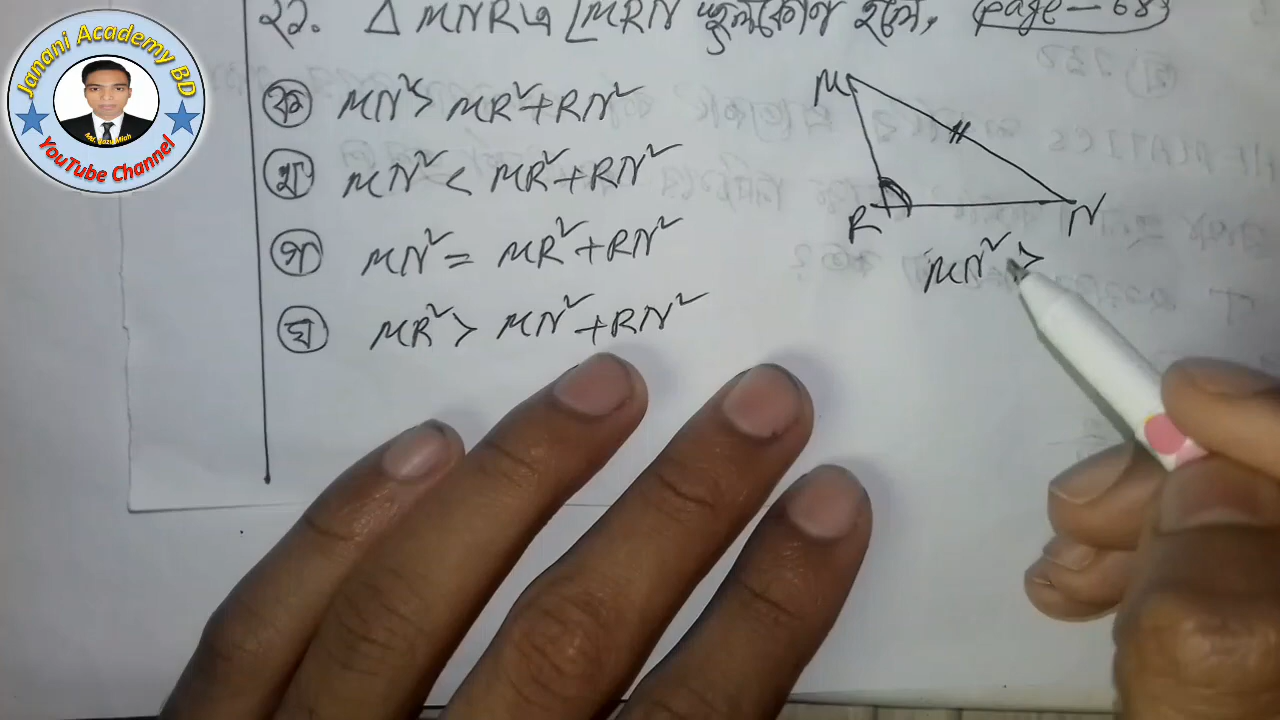 Janani Academy BD
YouTube Channel
২১. Δ MNR এ ∠MRN স্থূলকোণ হলে, (page – 68)
ক MN² > MR² + RN²
খ MN² < MR² + RN²
গ MN² = MR² + RN²
ঘ MR² > MN² + RN²
M
R N
MN² >